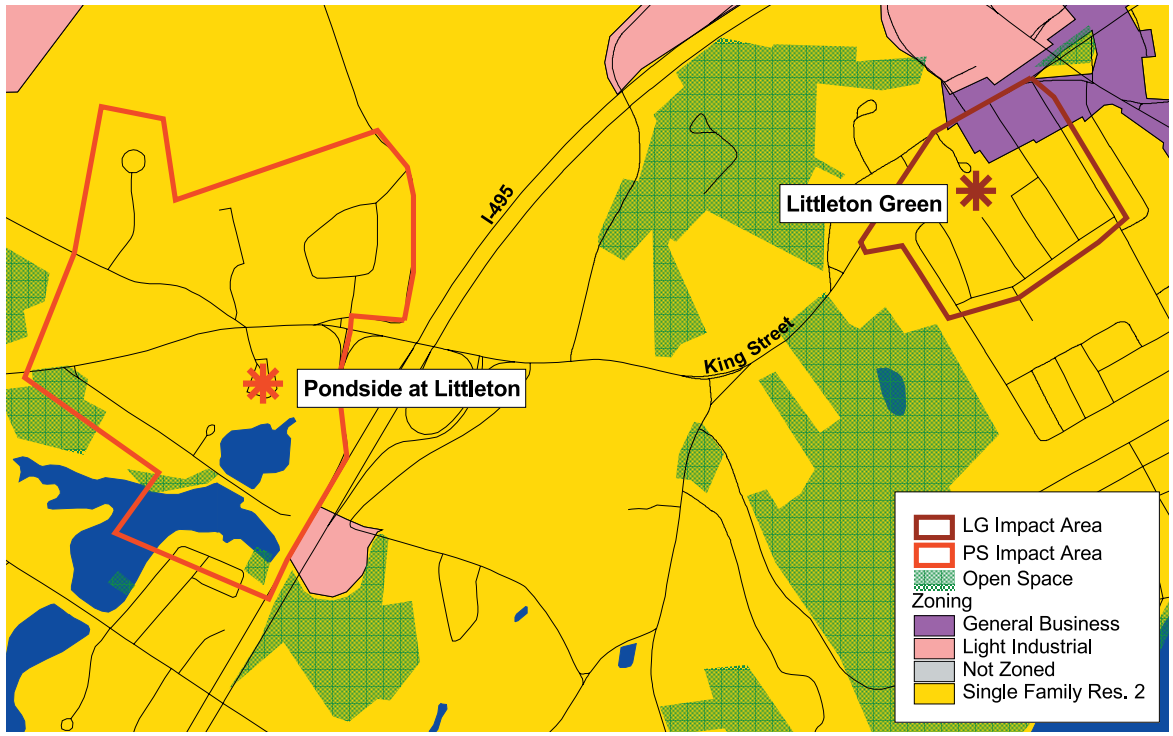 I-495
Littleton Green
King Street
Pondside at Littleton
LG Impact Area
PS Impact Area
Open Space
Zoning
General Business
Light Industrial
Not Zoned
Single Family Res. 2